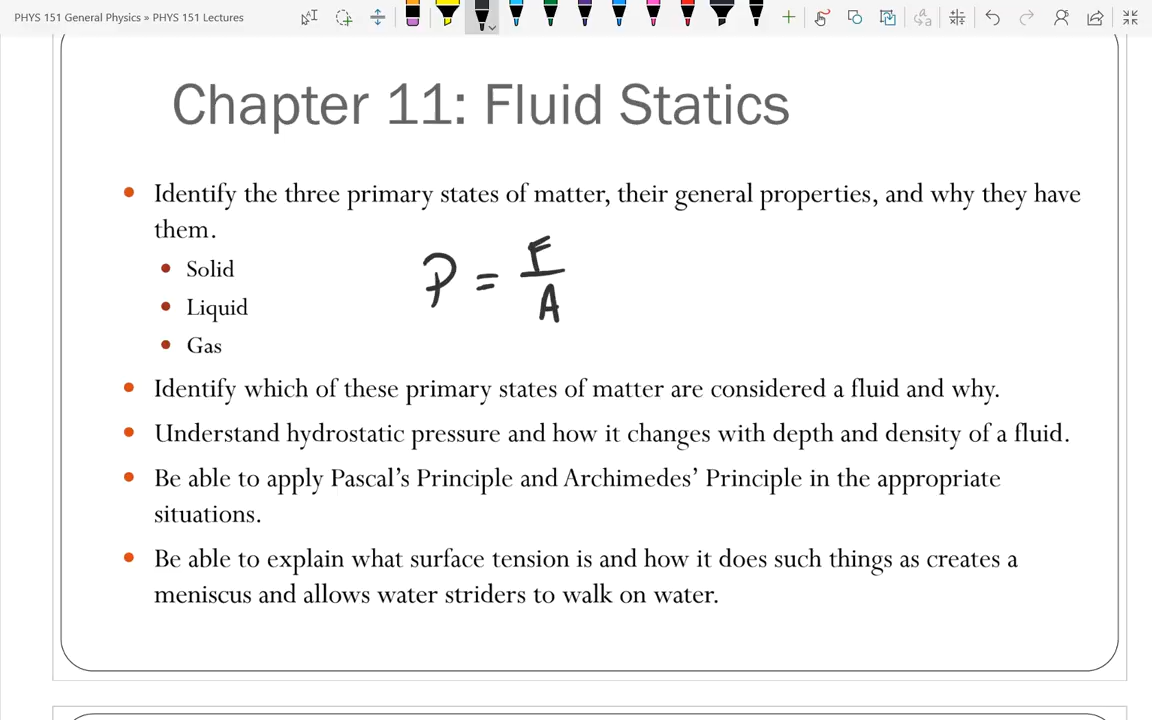 PHYS 151 General Physics » PHYS 151 Lectures
Chapter 11: Fluid Statics
• Identify the three primary states of matter, their general properties, and why they have
them.
• Solid
• Liquid
• Gas
P = F/A
• Identify which of these primary states of matter are considered a fluid and why.
• Understand hydrostatic pressure and how it changes with depth and density of a fluid.
• Be able to apply Pascal’s Principle and Archimedes’ Principle in the appropriate
situations.
• Be able to explain what surface tension is and how it does such things as creates a
meniscus and allows water striders to walk on water.